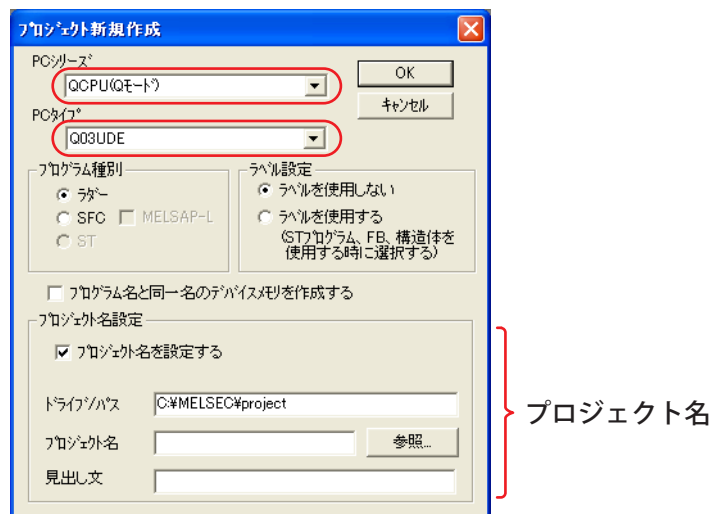 ﾌﾟﾛｼﾞｪｸﾄ新規作成
PCｼﾘｰｽﾞ
QCPU(Qﾓｰﾄﾞ)
OK
ｷｬﾝｾﾙ
PCﾀｲﾌﾟ
Q03UDE
ﾌﾟﾛｸﾞﾗﾑ種別
ﾗﾀﾞｰ
SFC
MELSAP-L
ST
ﾗﾍﾞﾙ設定
ﾗﾍﾞﾙを使用しない
ﾗﾍﾞﾙを使用する
(STﾌﾟﾛｸﾞﾗﾑ、FB、構造体を
使用する時に選択する)
ﾌﾟﾛｸﾞﾗﾑ名と同一名のﾃﾞﾊﾞｲｽﾒﾓﾘを作成する
ﾌﾟﾛｼﾞｪｸﾄ名設定
ﾌﾟﾛｼﾞｪｸﾄ名を設定する
ﾄﾞﾗｲﾌﾞ/ﾊﾟｽ
C:¥MELSEC¥project
ﾌﾟﾛｼﾞｪｸﾄ名
参照...
見出し文
プロジェクト名